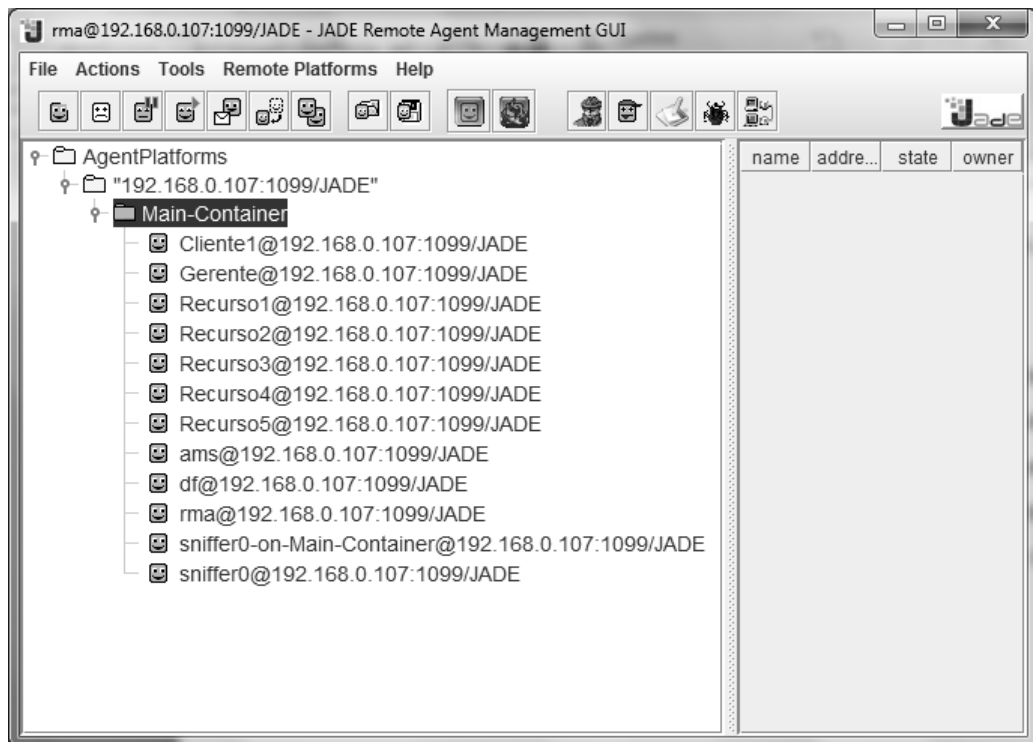 rma@192.168.0.107:1099/JADE - JADE Remote Agent Management GUI
File Actions Tools Remote Platforms Help
Jade
AgentPlatforms
name addre... state owner
"192.168.0.107:1099/JADE"
Main-Container
Cliente1@192.168.0.107:1099/JADE
Gerente@192.168.0.107:1099/JADE
Recurso1@192.168.0.107:1099/JADE
Recurso2@192.168.0.107:1099/JADE
Recurso3@192.168.0.107:1099/JADE
Recurso4@192.168.0.107:1099/JADE
Recurso5@192.168.0.107:1099/JADE
ams@192.168.0.107:1099/JADE
df@192.168.0.107:1099/JADE
rma@192.168.0.107:1099/JADE
sniffer0-on-Main-Container@192.168.0.107:1099/JADE
sniffer0@192.168.0.107:1099/JADE